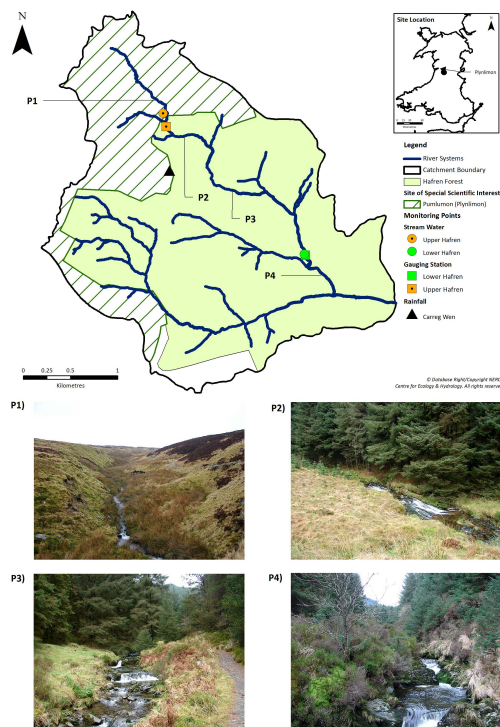 N
Site Location
N
Plynlimon
P1
P2
P3
P4
Legend
River Systems
Catchment Boundary
Hafren Forest
Site of Special Scientific Interest
Pumlumon (Plynlimon)
Monitoring Points
Stream Water
Upper Hafren
Lower Hafren
Gauging Station
Lower Hafren
Upper Hafren
Rainfall
Carreg Wen
0 0.25 0.5 1
Kilometres
© Database Right/Copyright NERC
Centre for Ecology & Hydrology. All rights reserve
P1)
P2)
P3)
P4)